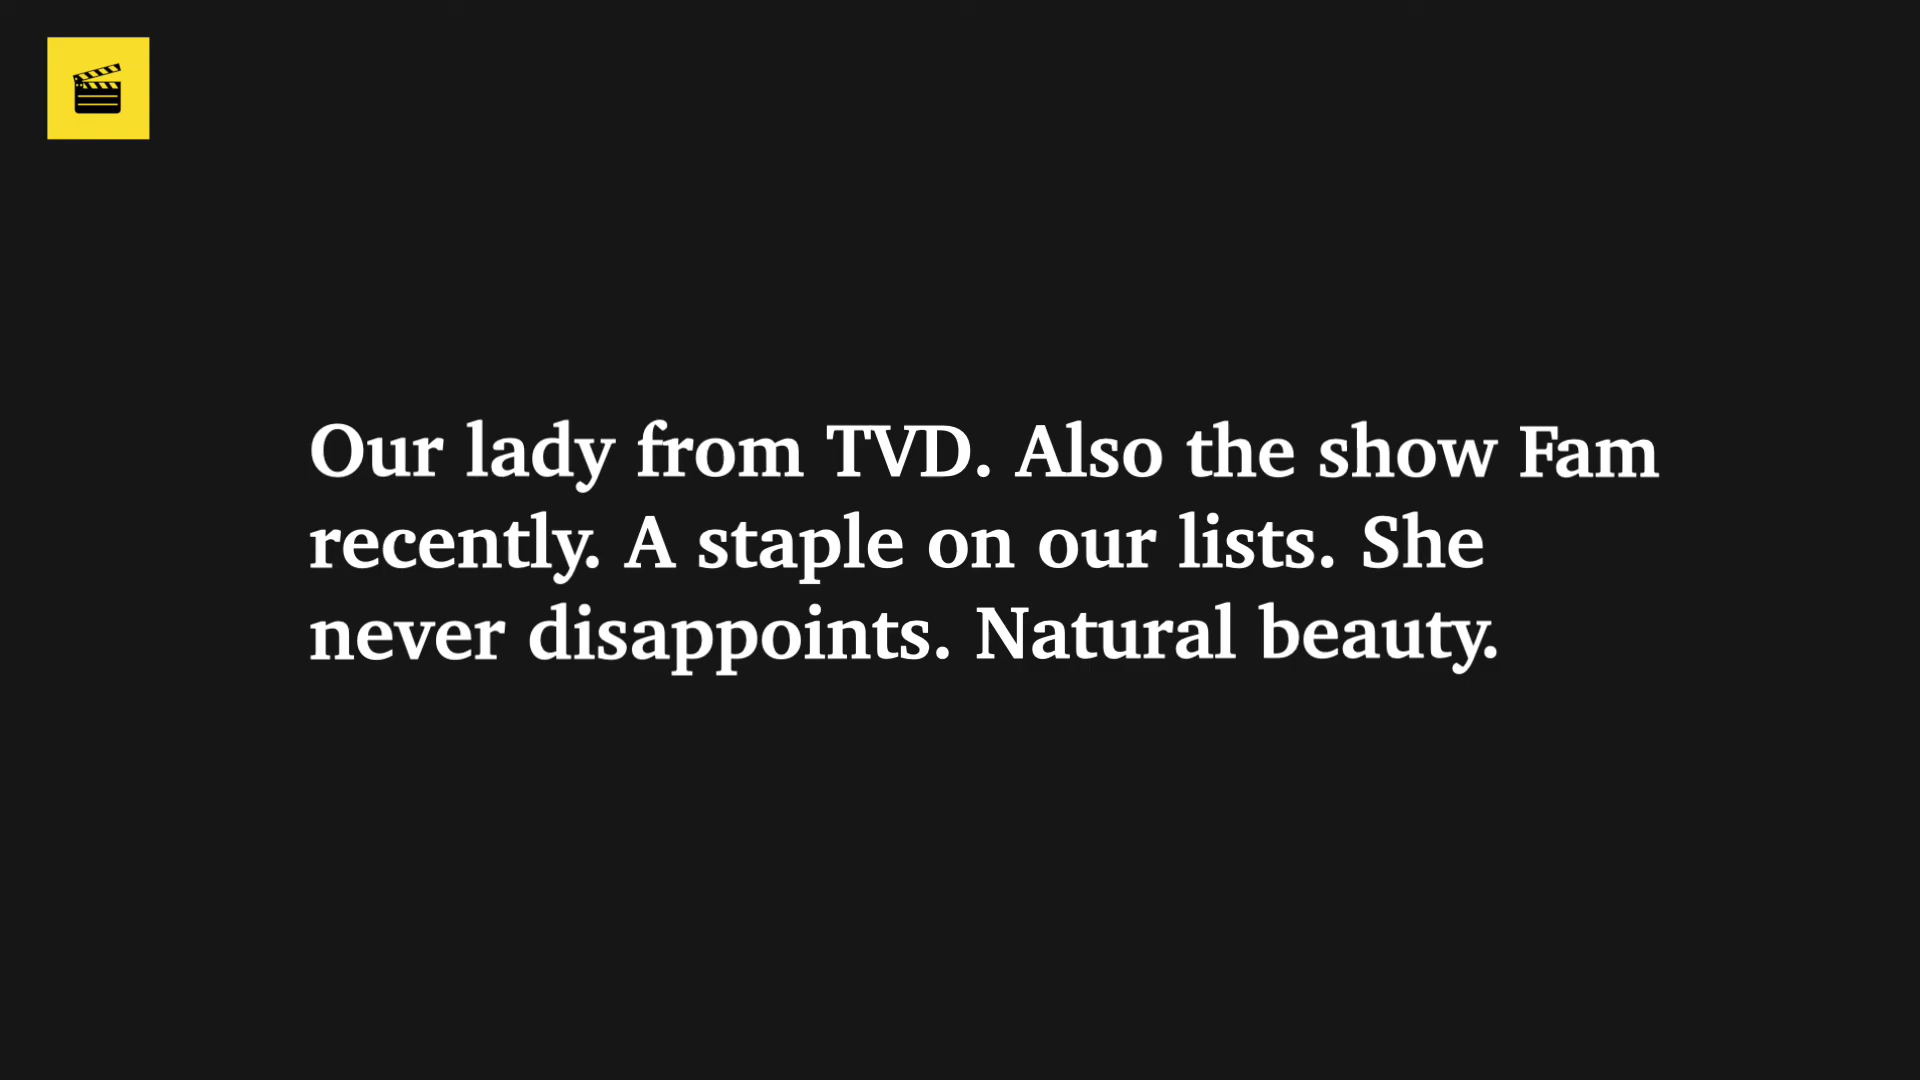 Our lady from TVD. Also the show Fam
recently. A staple on our lists. She
never disappoints. Natural beauty.